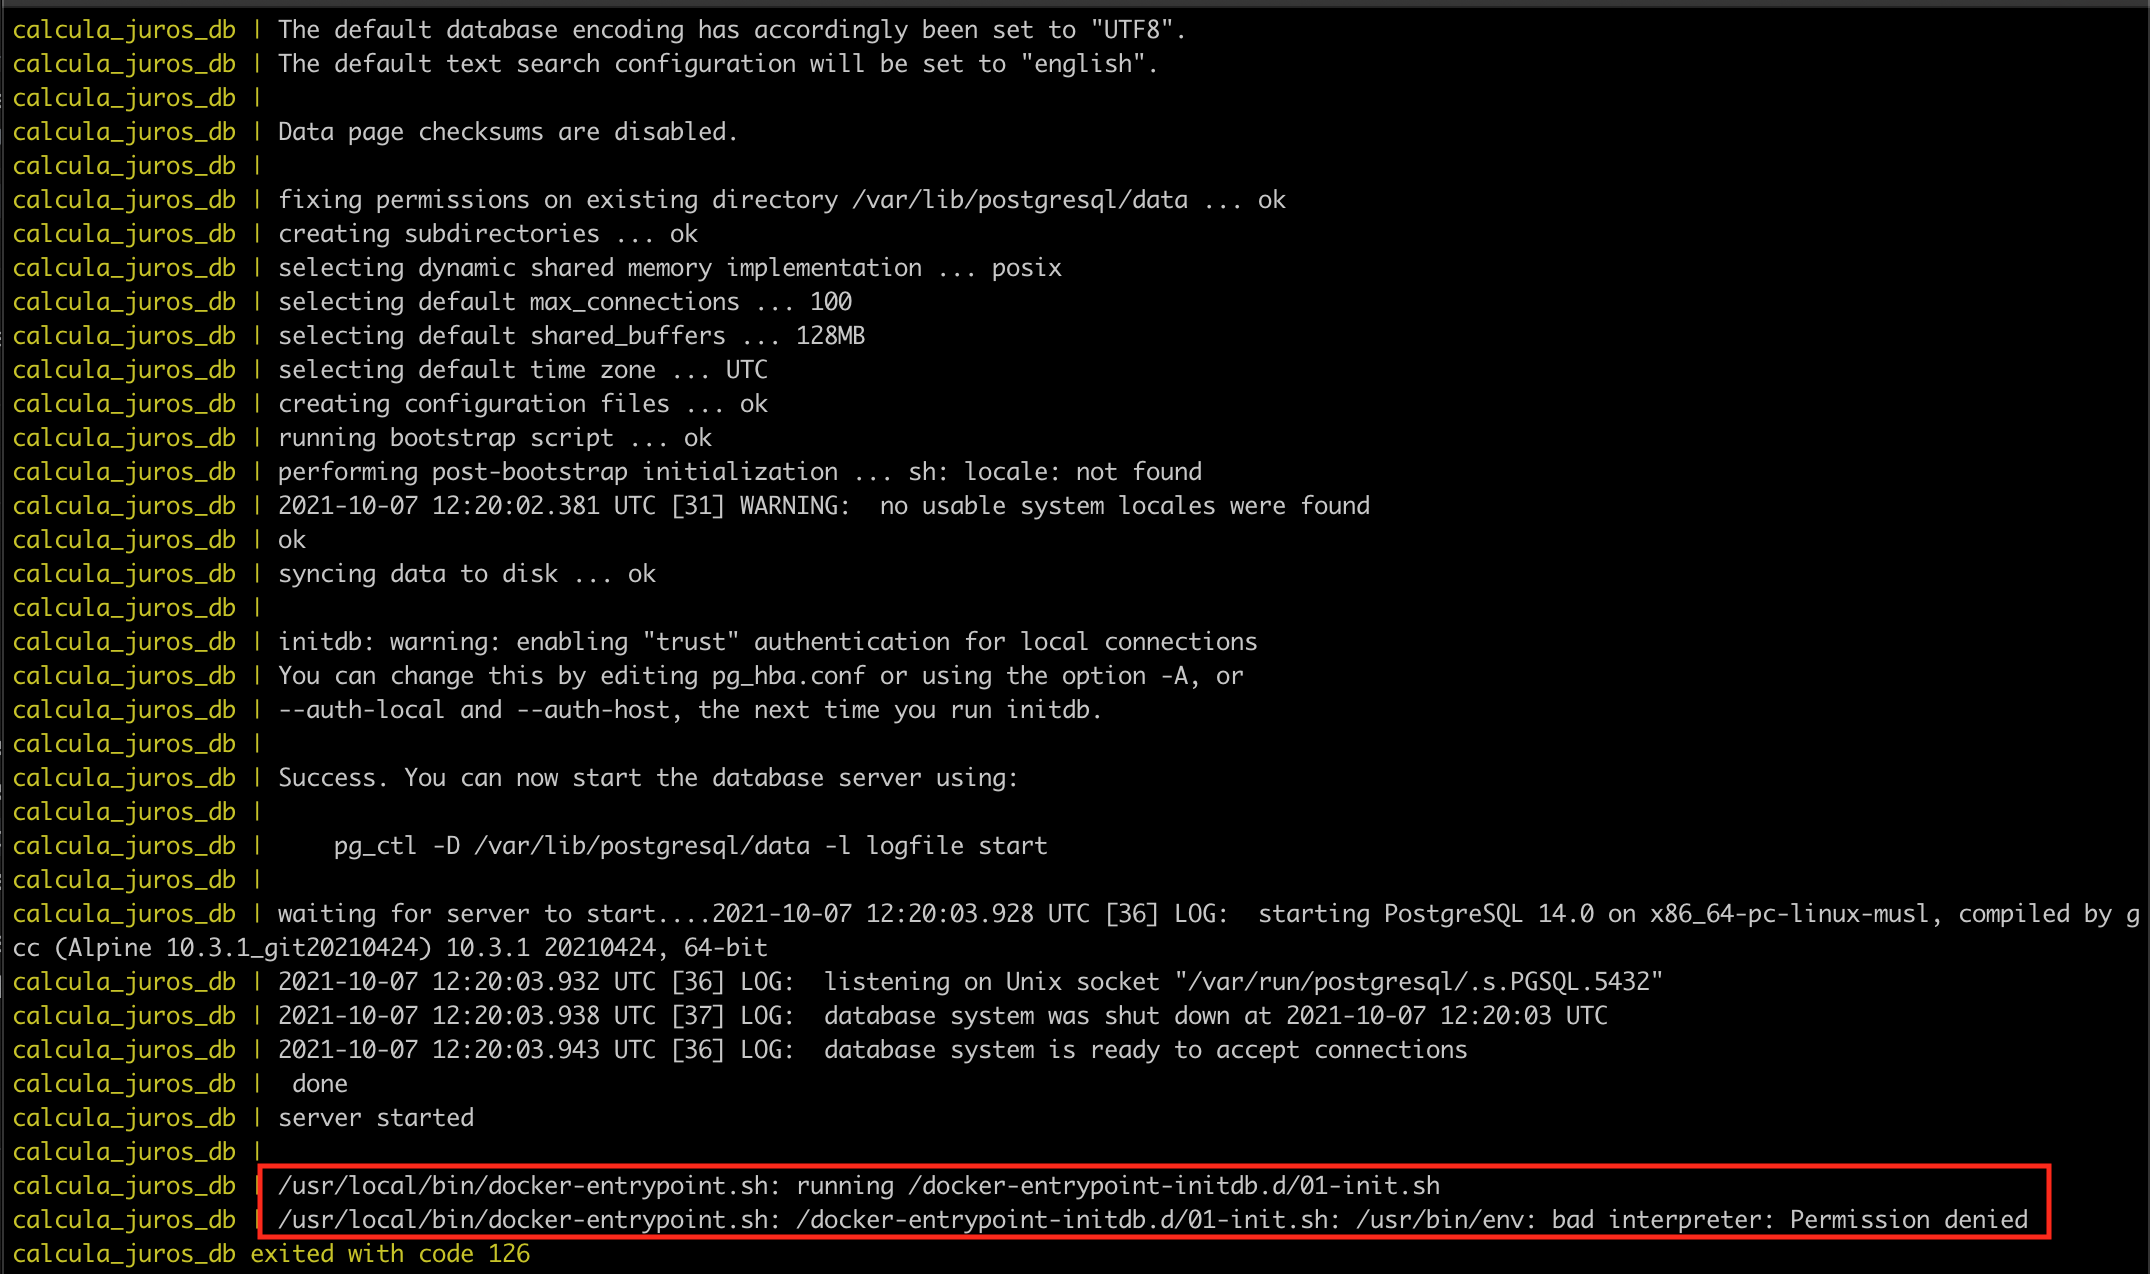 calcula_juros_db | The default database encoding has accordingly been set to "UTF8".
calcula_juros_db | The default text search configuration will be set to "english".
calcula_juros_db |
calcula_juros_db | Data page checksums are disabled.
calcula_juros_db |
calcula_juros_db | fixing permissions on existing directory /var/lib/postgresql/data ... ok
calcula_juros_db | creating subdirectories ... ok
calcula_juros_db | selecting dynamic shared memory implementation ... posix
calcula_juros_db | selecting default max_connections ... 100
calcula_juros_db | selecting default shared_buffers ... 128MB
calcula_juros_db | selecting default time zone ... UTC
calcula_juros_db | creating configuration files ... ok
calcula_juros_db | running bootstrap script ... ok
calcula_juros_db | performing post-bootstrap initialization ... sh: locale: not found
calcula_juros_db | 2021-10-07 12:20:02.381 UTC [31] WARNING:  no usable system locales were found
calcula_juros_db | ok
calcula_juros_db | syncing data to disk ... ok
calcula_juros_db |
calcula_juros_db | initdb: warning: enabling "trust" authentication for local connections
calcula_juros_db | You can change this by editing pg_hba.conf or using the option -A, or
calcula_juros_db | --auth-local and --auth-host, the next time you run initdb.
calcula_juros_db |
calcula_juros_db | Success. You can now start the database server using:
calcula_juros_db |
calcula_juros_db |     pg_ctl -D /var/lib/postgresql/data -l logfile start
calcula_juros_db |
calcula_juros_db | waiting for server to start....2021-10-07 12:20:03.928 UTC [36] LOG:  starting PostgreSQL 14.0 on x86_64-pc-linux-musl, compiled by g
cc (Alpine 10.3.1_git20210424) 10.3.1 20210424, 64-bit
calcula_juros_db | 2021-10-07 12:20:03.932 UTC [36] LOG:  listening on Unix socket "/var/run/postgresql/.s.PGSQL.5432"
calcula_juros_db | 2021-10-07 12:20:03.938 UTC [37] LOG:  database system was shut down at 2021-10-07 12:20:03 UTC
calcula_juros_db | 2021-10-07 12:20:03.943 UTC [36] LOG:  database system is ready to accept connections
calcula_juros_db |  done
calcula_juros_db | server started
calcula_juros_db |
calcula_juros_db | /usr/local/bin/docker-entrypoint.sh: running /docker-entrypoint-initdb.d/01-init.sh
calcula_juros_db | /usr/local/bin/docker-entrypoint.sh: /docker-entrypoint-initdb.d/01-init.sh: /usr/bin/env: bad interpreter: Permission denied
calcula_juros_db exited with code 126